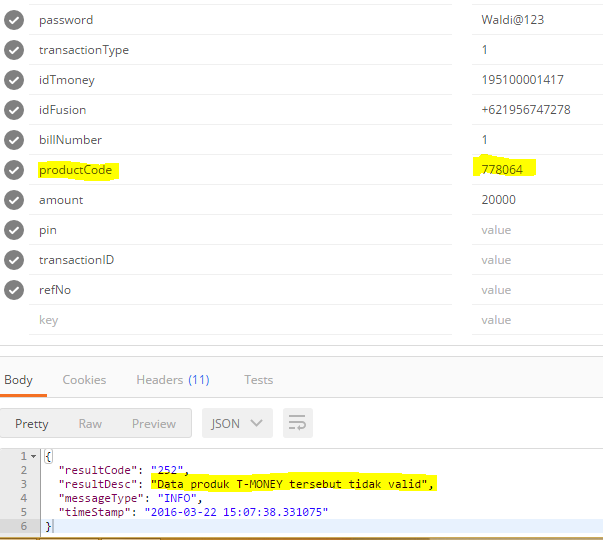 password Waldi@123
transactionType 1
idTmoney 195100001417
idFusion +621956747278
billNumber 1
productCode 778064
amount 20000
pin value
transactionID value
refNo value
key value
Body Cookies Headers (11) Tests
Pretty Raw Preview JSON
1 {
2 "resultCode": "252",
3 "resultDesc": "Data produk T-MONEY tersebut tidak valid",
4 "messageType": "INFO",
5 "timeStamp": "2016-03-22 15:07:38.331075"
6 }